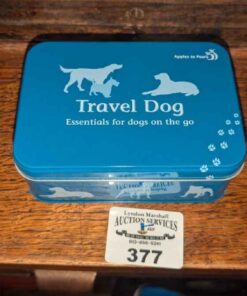 Apples to Pears
Travel Dog
Essentials for dogs on the go
Lyndon Marshall
AUCTION SERVICES
377